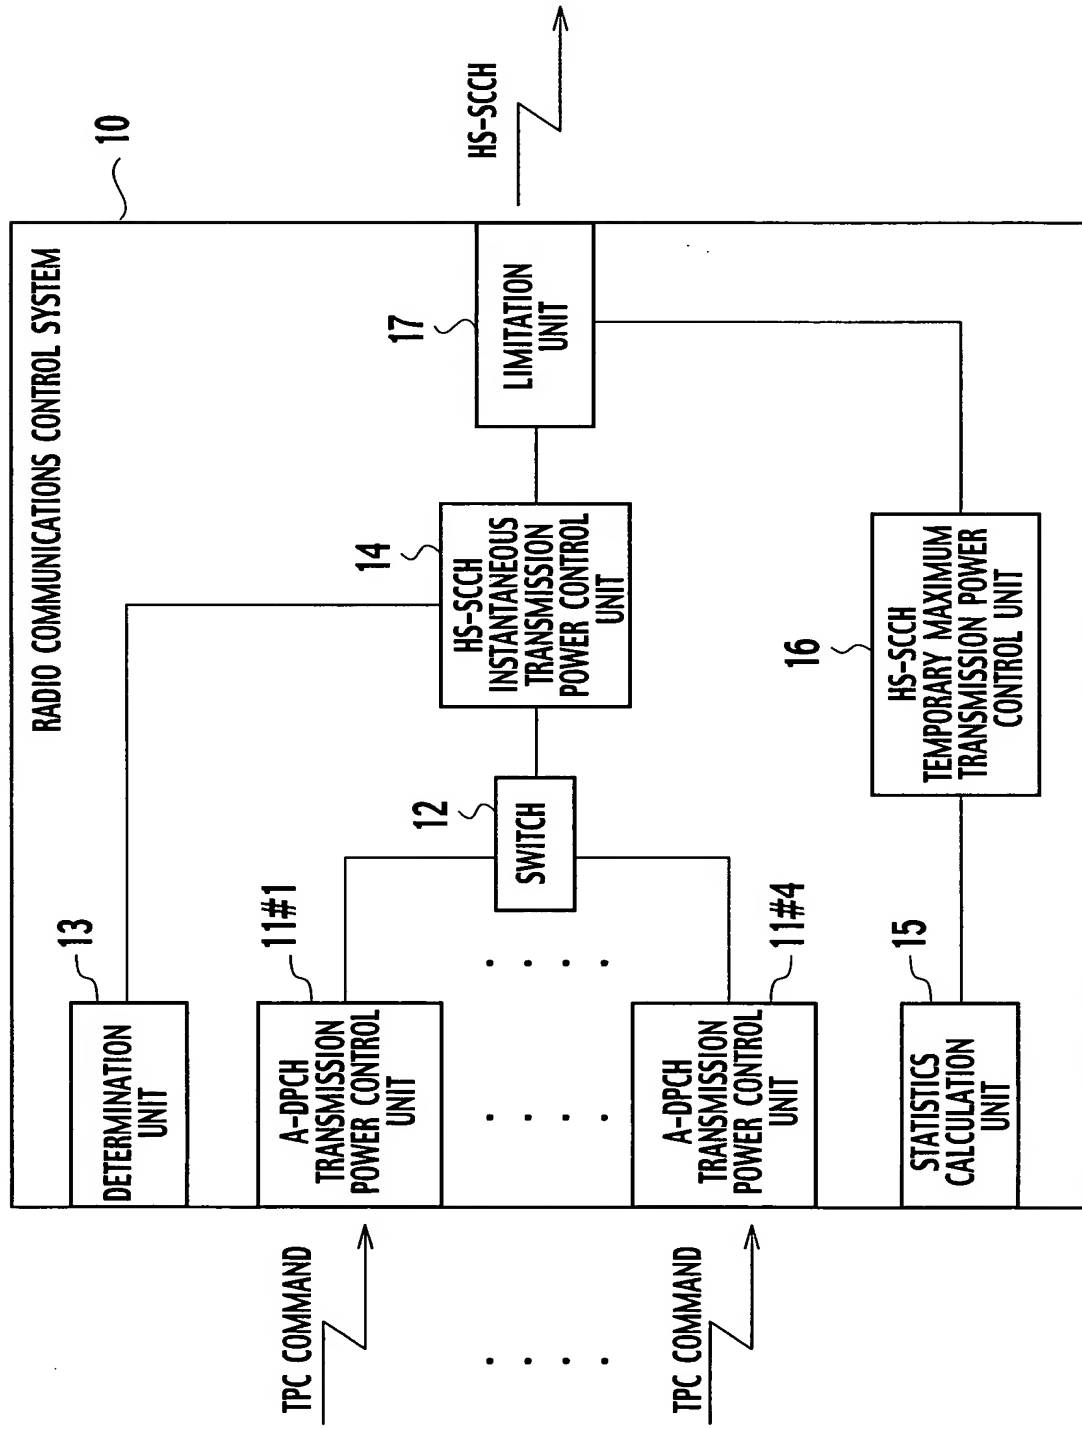 RADIO COMMUNICATIONS CONTROL SYSTEM
10
13
DETERMINATION
UNIT
TPC COMMAND
11#1
A-DPCH
TRANSMISSION
POWER CONTROL
UNIT
. . . .
. . . .
. . . .
TPC COMMAND
11#4
A-DPCH
TRANSMISSION
POWER CONTROL
UNIT
15
STATISTICS
CALCULATION
UNIT
12
SWITCH
14
HS-SCCH
INSTANTANEOUS
TRANSMISSION
POWER CONTROL
UNIT
16
HS-SCCH
TEMPORARY MAXIMUM
TRANSMISSION POWER
CONTROL UNIT
17
LIMITATION
UNIT
HS-SCCH